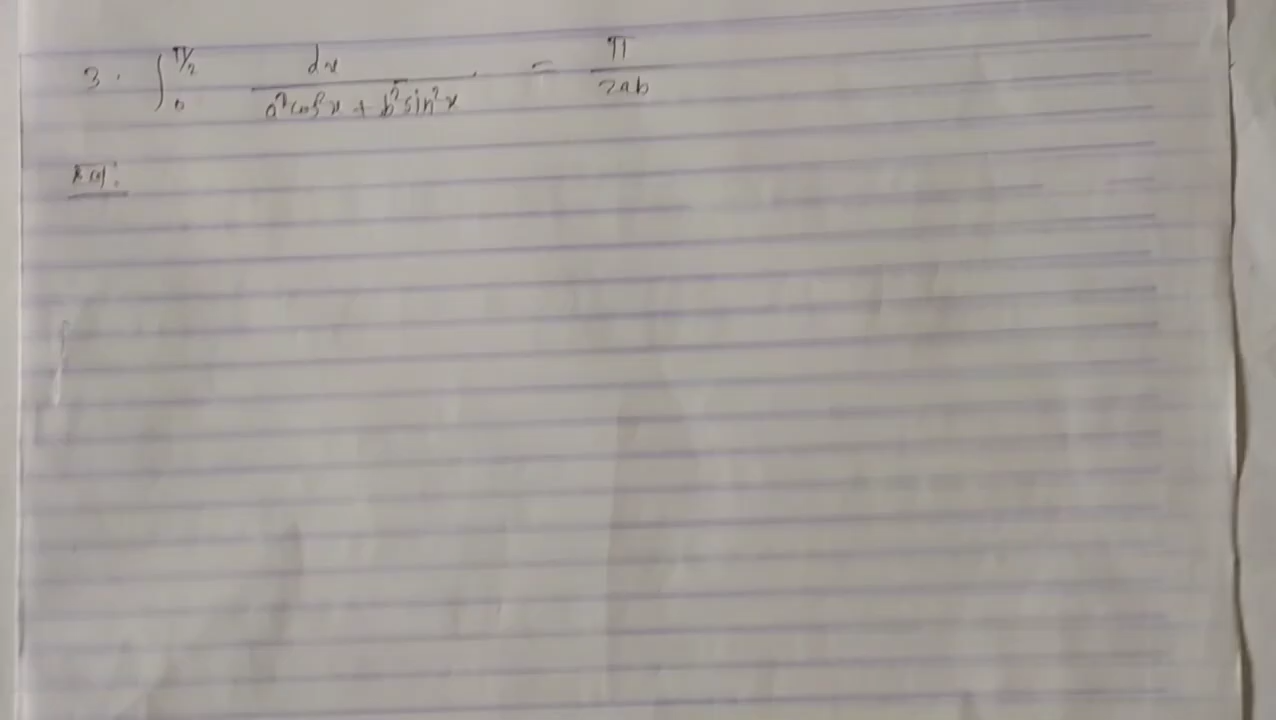 3. ∫₀^π/₂ dx / a²cos²x + b²sin²x = π / 2ab
Sol: